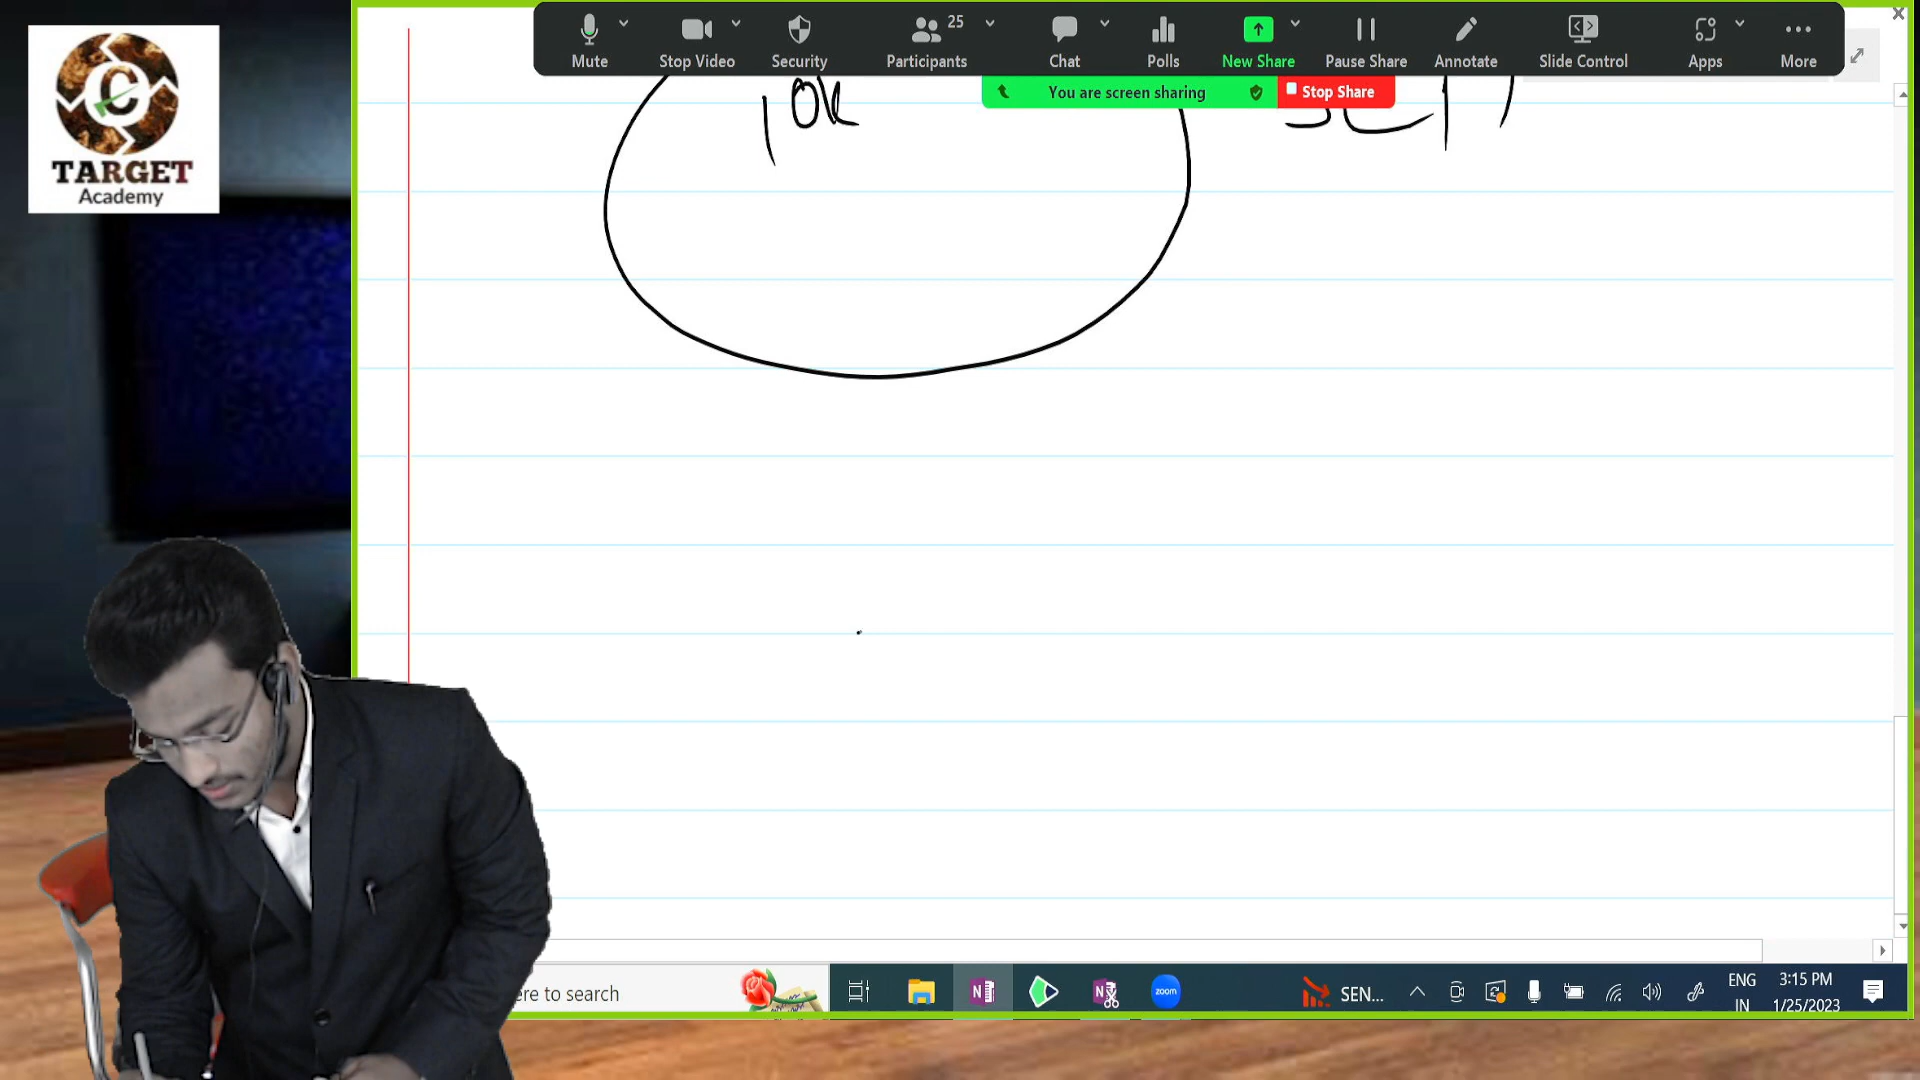 25
Mute
Stop Video
Security
Participants
Chat
Polls
New Share
Pause Share
Annotate
Slide Control
Apps
More
You are screen sharing
Stop Share
10k
C
TARGET
Academy
ere to search
N
N
zoom
SEN...
ENG
IN
3:15 PM
1/25/2023